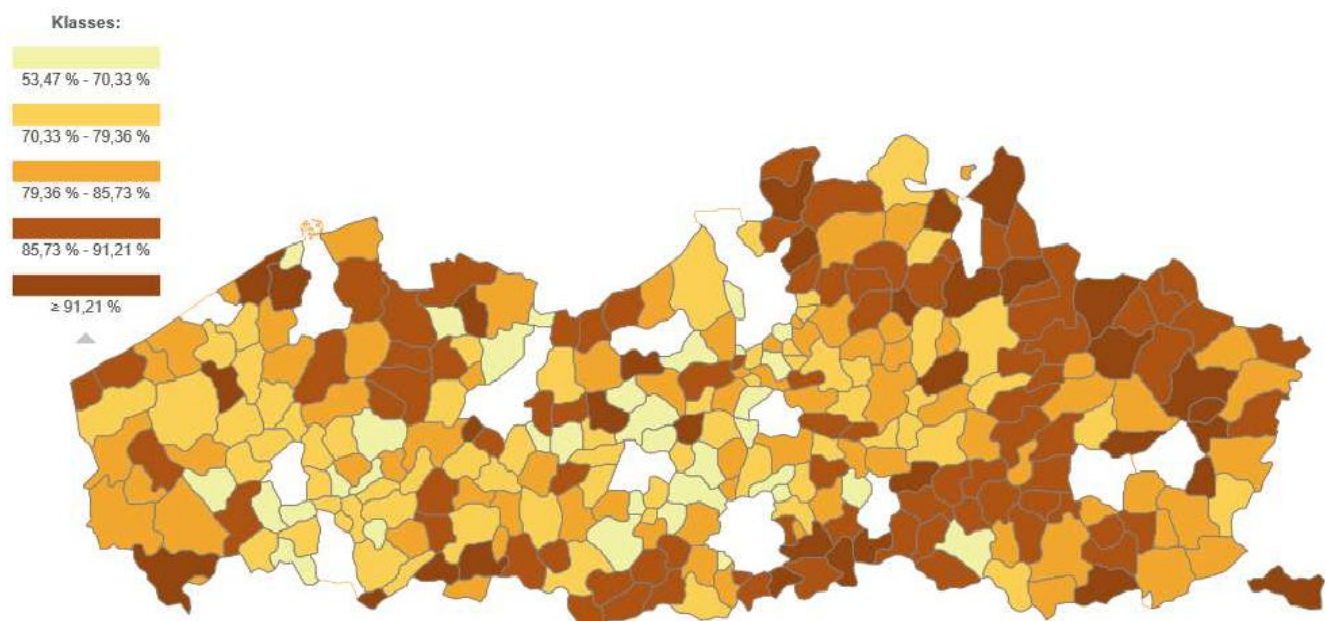 Klasses:
53,47 % - 70,33 %
70,33 % - 79,36 %
79,36 % - 85,73 %
85,73 % - 91,21 %
≥ 91,21 %